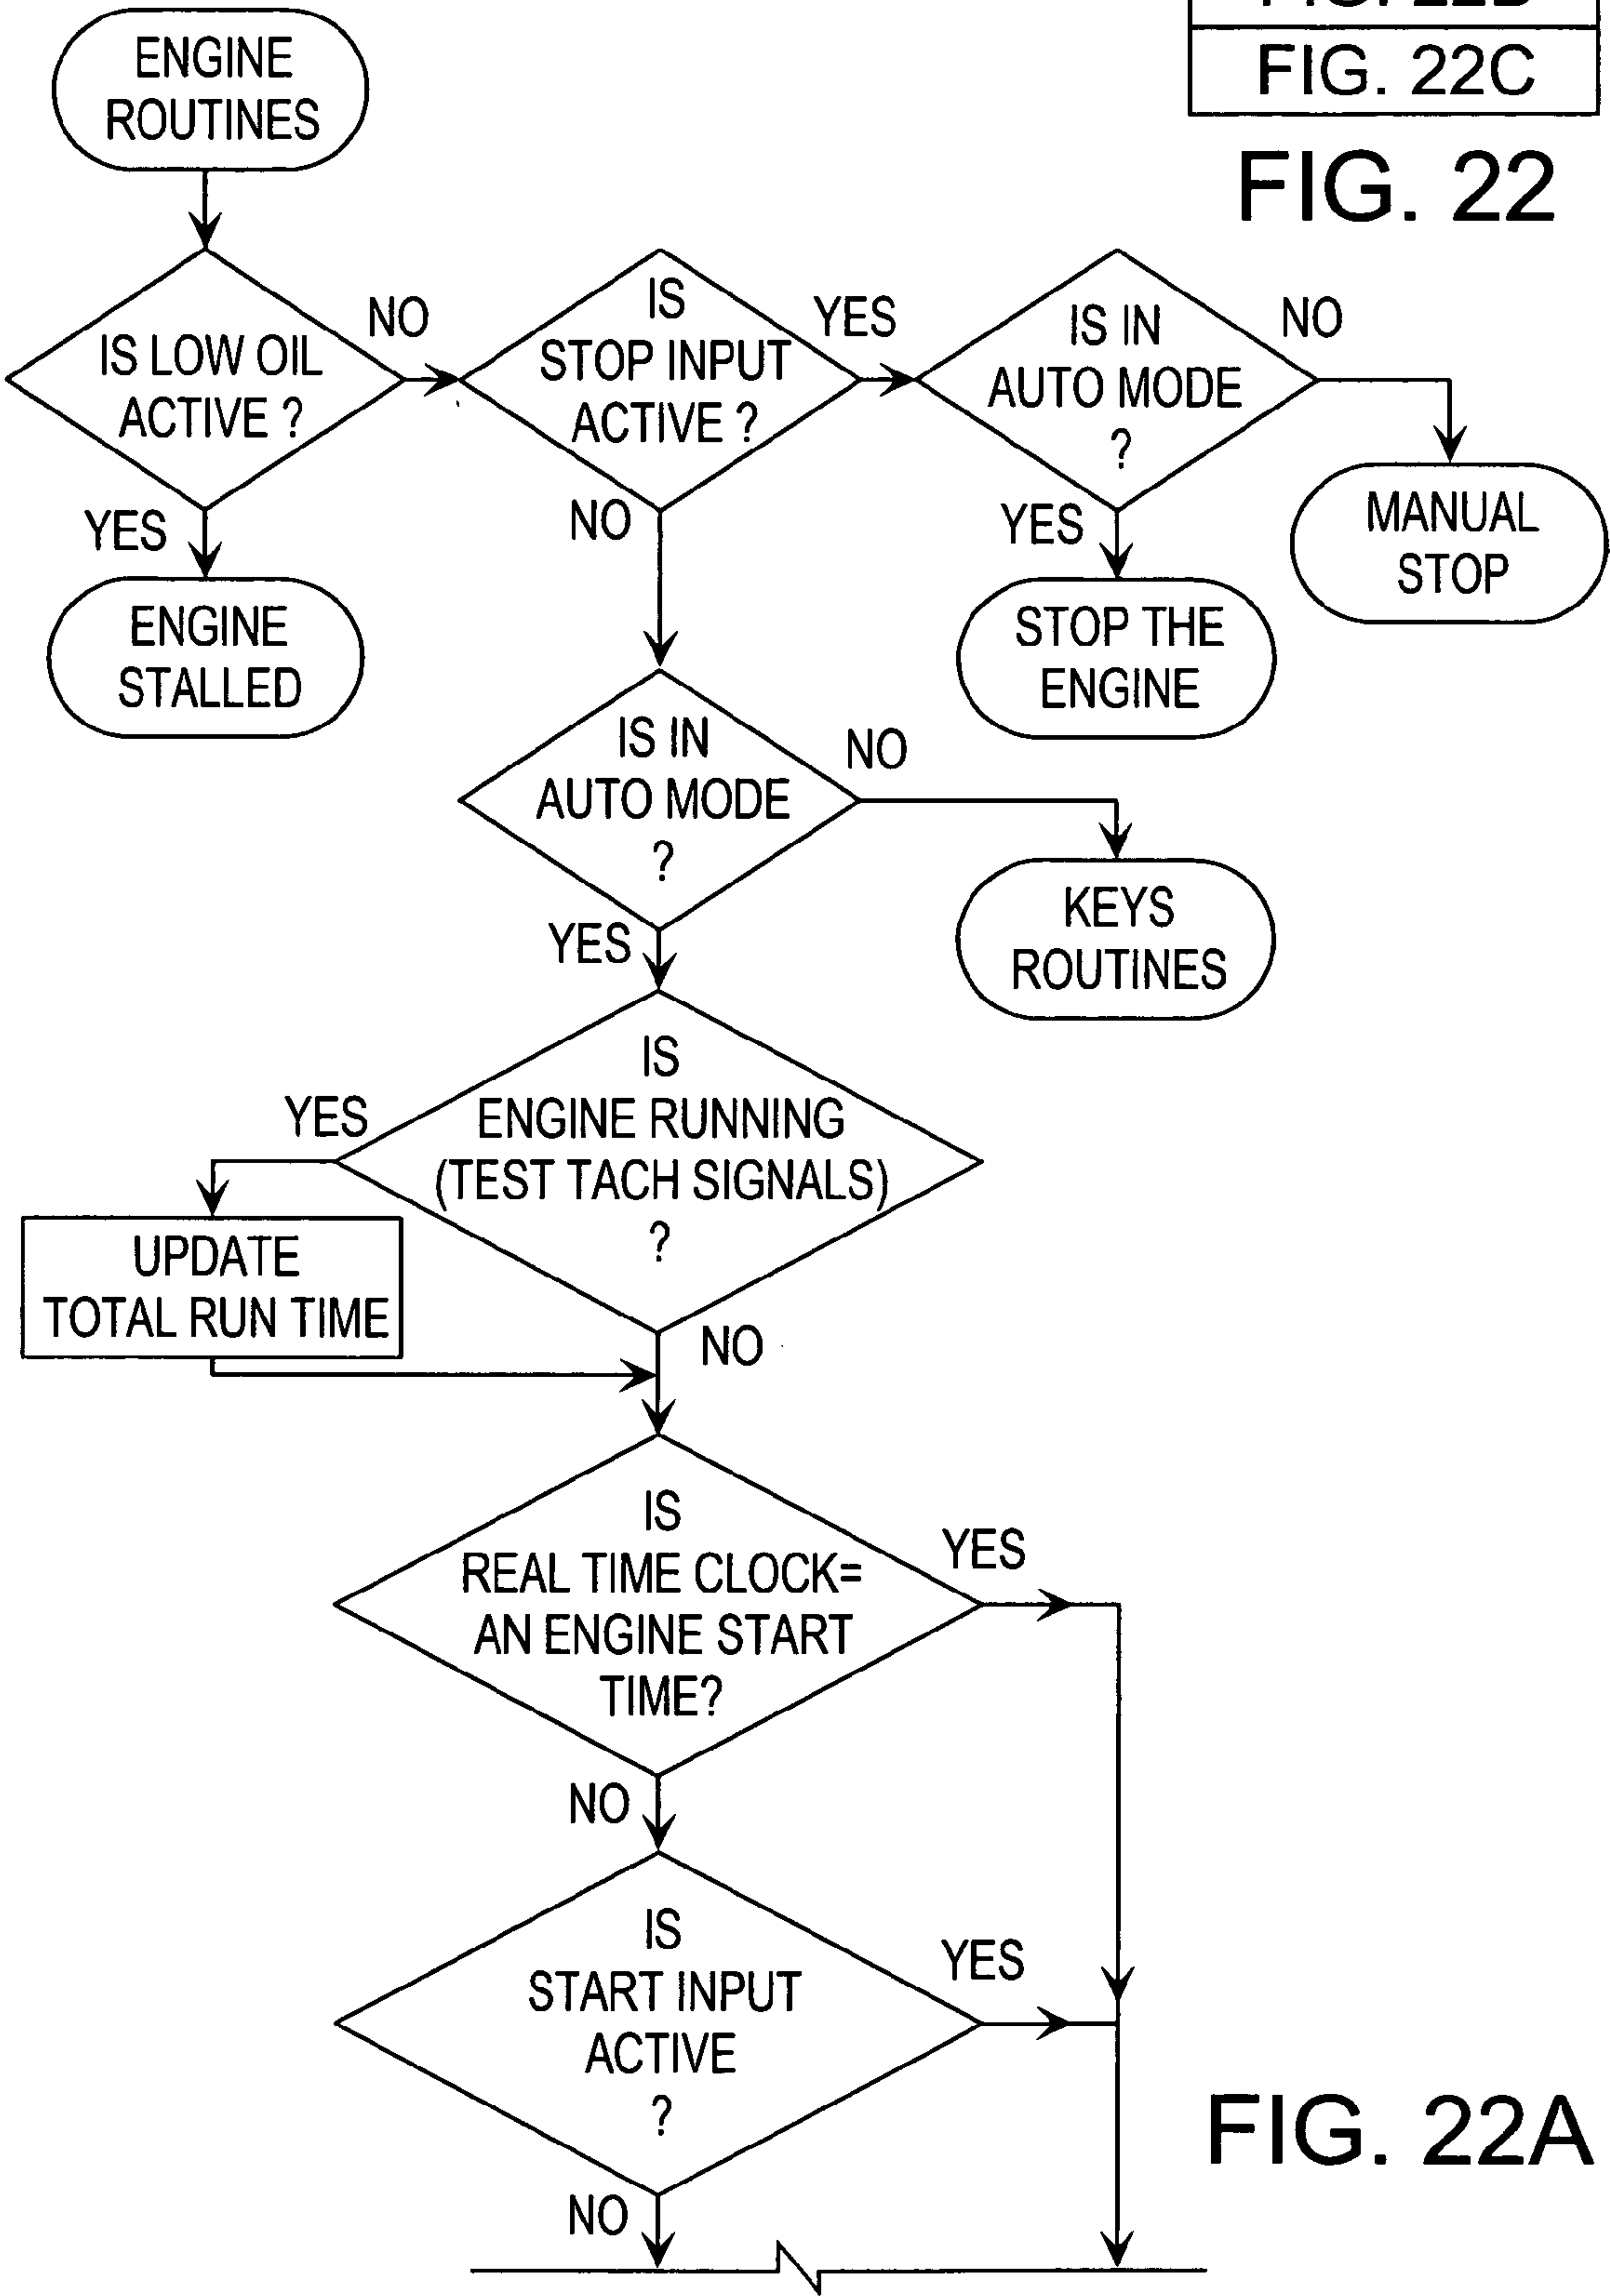 ENGINE
ROUTINES
FIG. 22C
FIG. 22
IS LOW OIL
ACTIVE ?
NO
YES
IS
STOP INPUT
ACTIVE ?
YES
NO
IS IN
AUTO MODE
?
NO
YES
MANUAL
STOP
ENGINE
STALLED
STOP THE
ENGINE
IS IN
AUTO MODE
?
NO
YES
KEYS
ROUTINES
IS
ENGINE RUNNING
(TEST TACH SIGNALS)
?
YES
UPDATE
TOTAL RUN TIME
NO
IS
REAL TIME CLOCK=
AN ENGINE START
TIME?
YES
NO
IS
START INPUT
ACTIVE
?
YES
NO
FIG. 22A